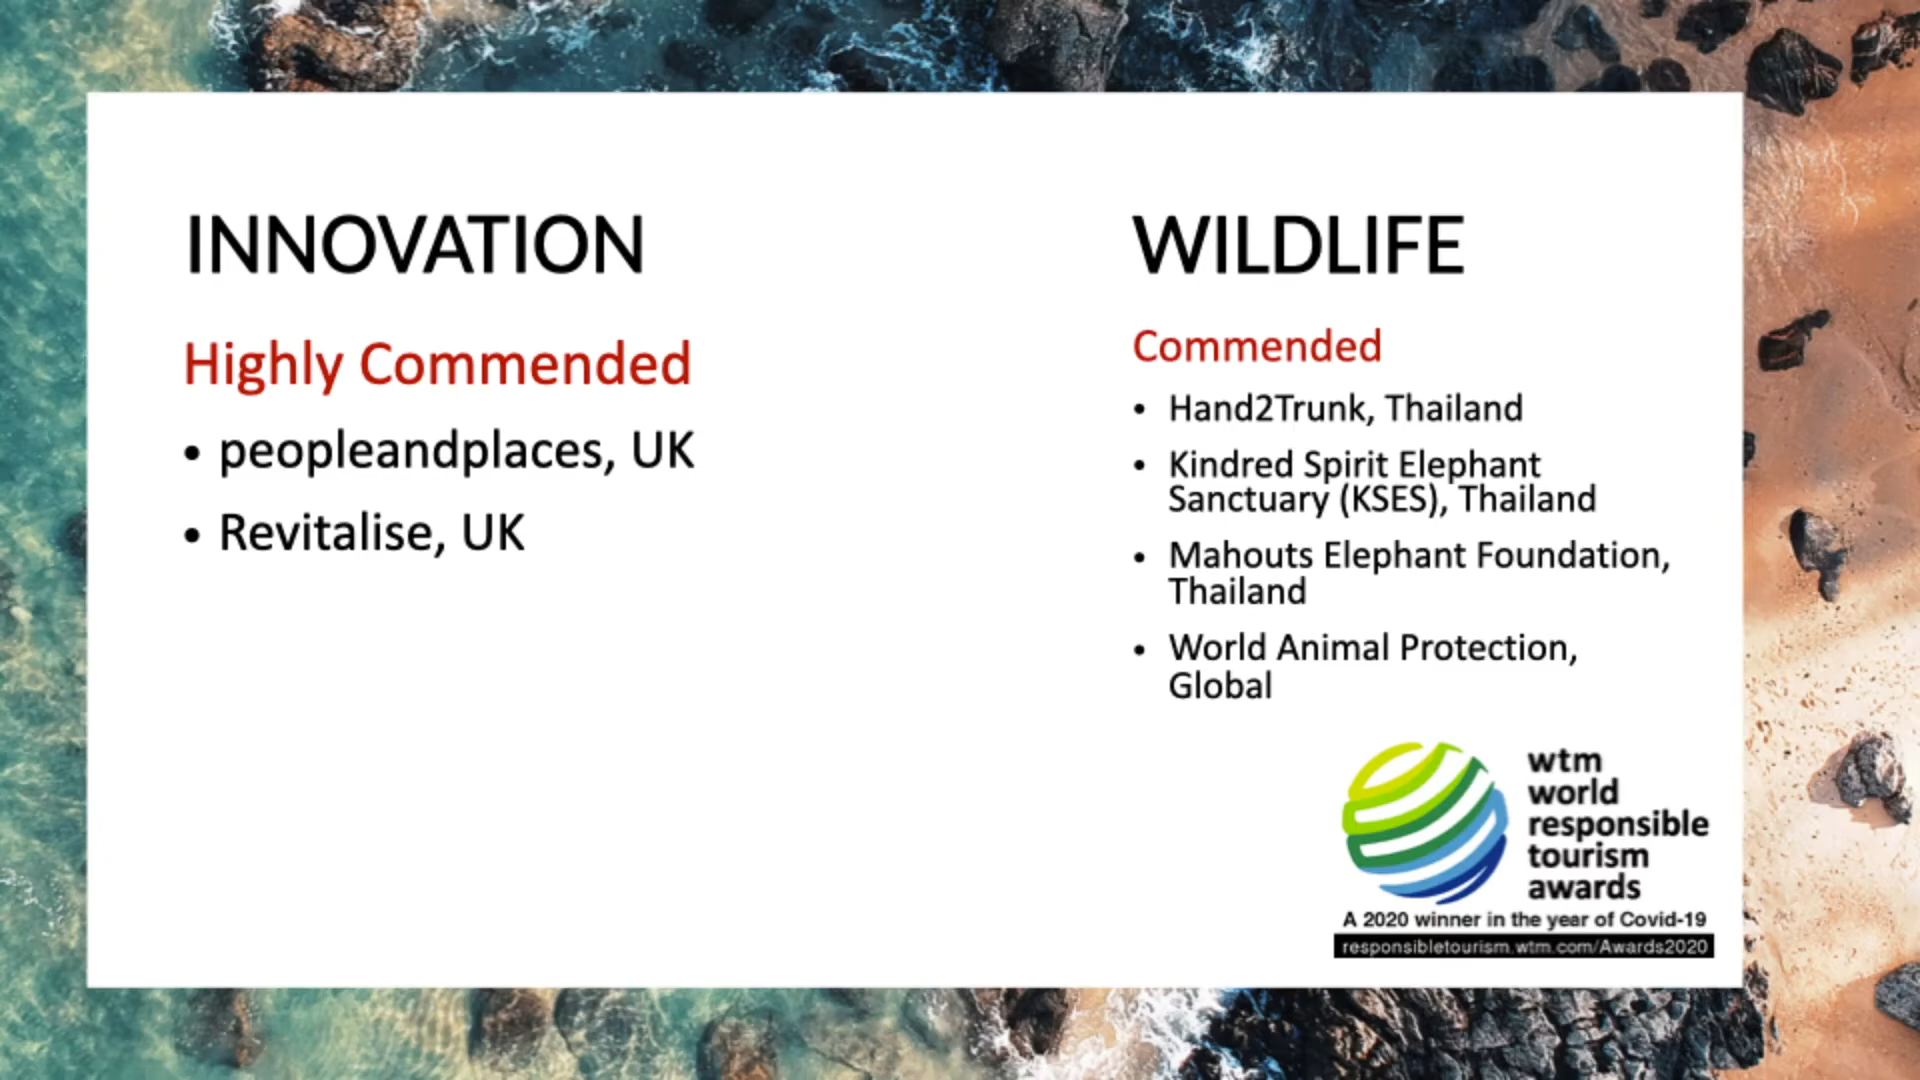 INNOVATION
Highly Commended
• peopleandplaces, UK
• Revitalise, UK
WILDLIFE
Commended
• Hand2Trunk, Thailand
• Kindred Spirit Elephant
Sanctuary (KSES), Thailand
• Mahouts Elephant Foundation,
Thailand
• World Animal Protection,
Global
wtm
world
responsible
tourism
awards
A 2020 winner in the year of Covid-19
responsibletourism.wtm.com/Awards2020